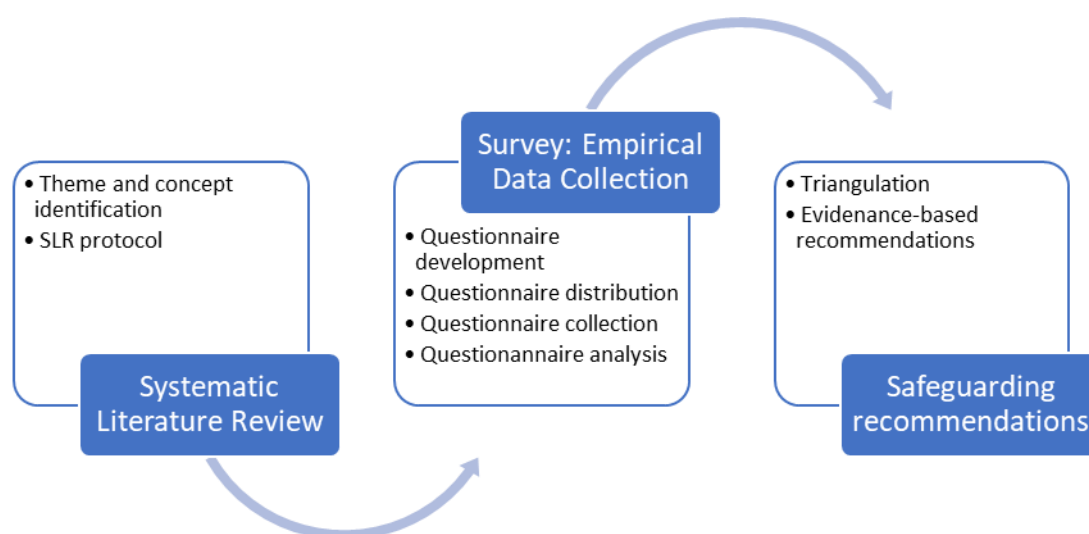 • Theme and concept
identification
• SLR protocol
Systematic
Literature Review
Survey: Empirical
Data Collection
• Questionnaire
development
• Questionnaire distribution
• Questionnaire collection
• Questionannaire analysis
• Triangulation
• Evidenance-based
recommendations
Safeguarding
recommendations